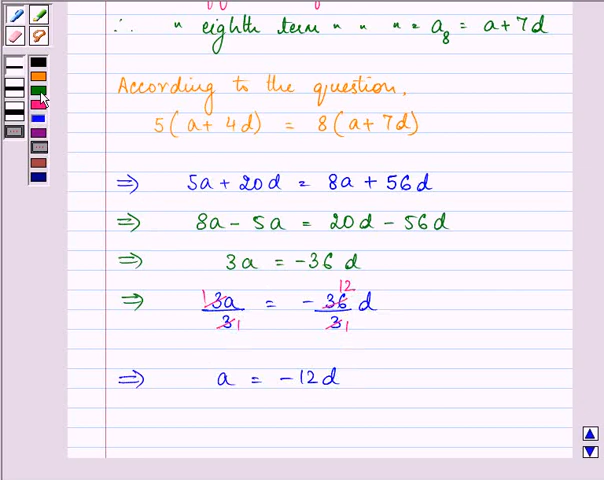 ∴ " eighth term " " " = a₈ = a + 7d
According to the question,
5(a + 4d) = 8(a + 7d)
⇒ 5a + 20d = 8a + 56d
⇒ 8a - 5a = 20d - 56d
⇒ 3a = -36d
⇒ 3a/3 = -36/3 d
⇒ a = -12d